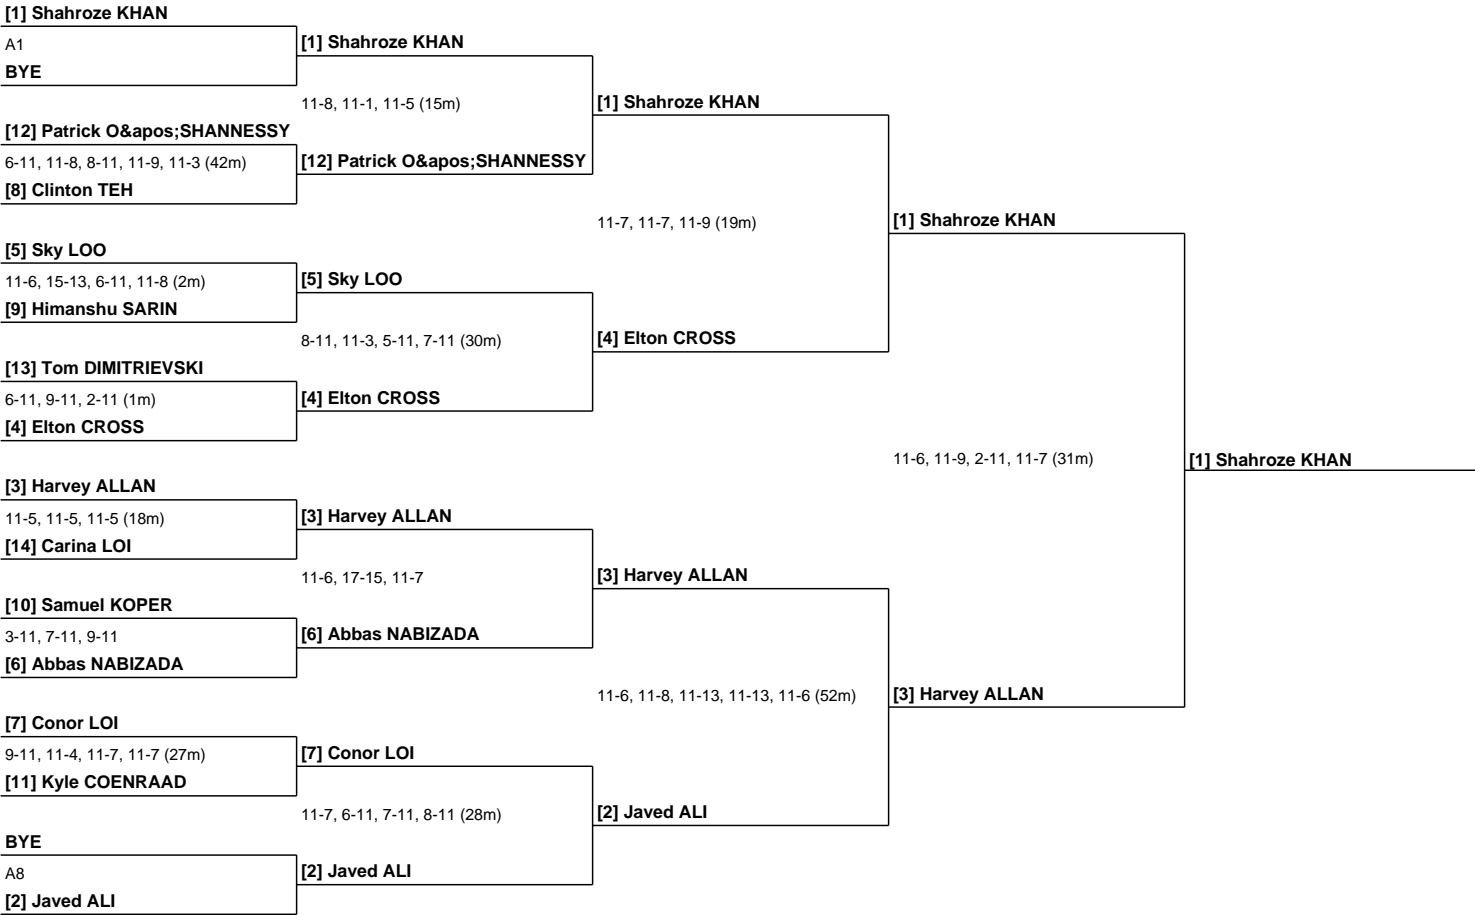 [1] Shahroze KHAN
A1
BYE
[1] Shahroze KHAN
11-8, 11-1, 11-5 (15m)
[12] Patrick O&apos;SHANNESSY
6-11, 11-8, 8-11, 11-9, 11-3 (42m)
[8] Clinton TEH
[12] Patrick O&apos;SHANNESSY
[1] Shahroze KHAN
11-7, 11-7, 11-9 (19m)
[5] Sky LOO
11-6, 15-13, 6-11, 11-8 (2m)
[9] Himanshu SARIN
[5] Sky LOO
8-11, 11-3, 5-11, 7-11 (30m)
[13] Tom DIMITRIEVSKI
6-11, 9-11, 2-11 (1m)
[4] Elton CROSS
[4] Elton CROSS
[4] Elton CROSS
[1] Shahroze KHAN
11-6, 11-9, 2-11, 11-7 (31m)
[1] Shahroze KHAN
[3] Harvey ALLAN
11-5, 11-5, 11-5 (18m)
[14] Carina LOI
[3] Harvey ALLAN
11-6, 17-15, 11-7
[10] Samuel KOPER
3-11, 7-11, 9-11
[6] Abbas NABIZADA
[6] Abbas NABIZADA
[3] Harvey ALLAN
11-6, 11-8, 11-13, 11-13, 11-6 (52m)
[3] Harvey ALLAN
[7] Conor LOI
9-11, 11-4, 11-7, 11-7 (27m)
[11] Kyle COENRAAD
[7] Conor LOI
11-7, 6-11, 7-11, 8-11 (28m)
[2] Javed ALI
BYE
A8
[2] Javed ALI
[2] Javed ALI